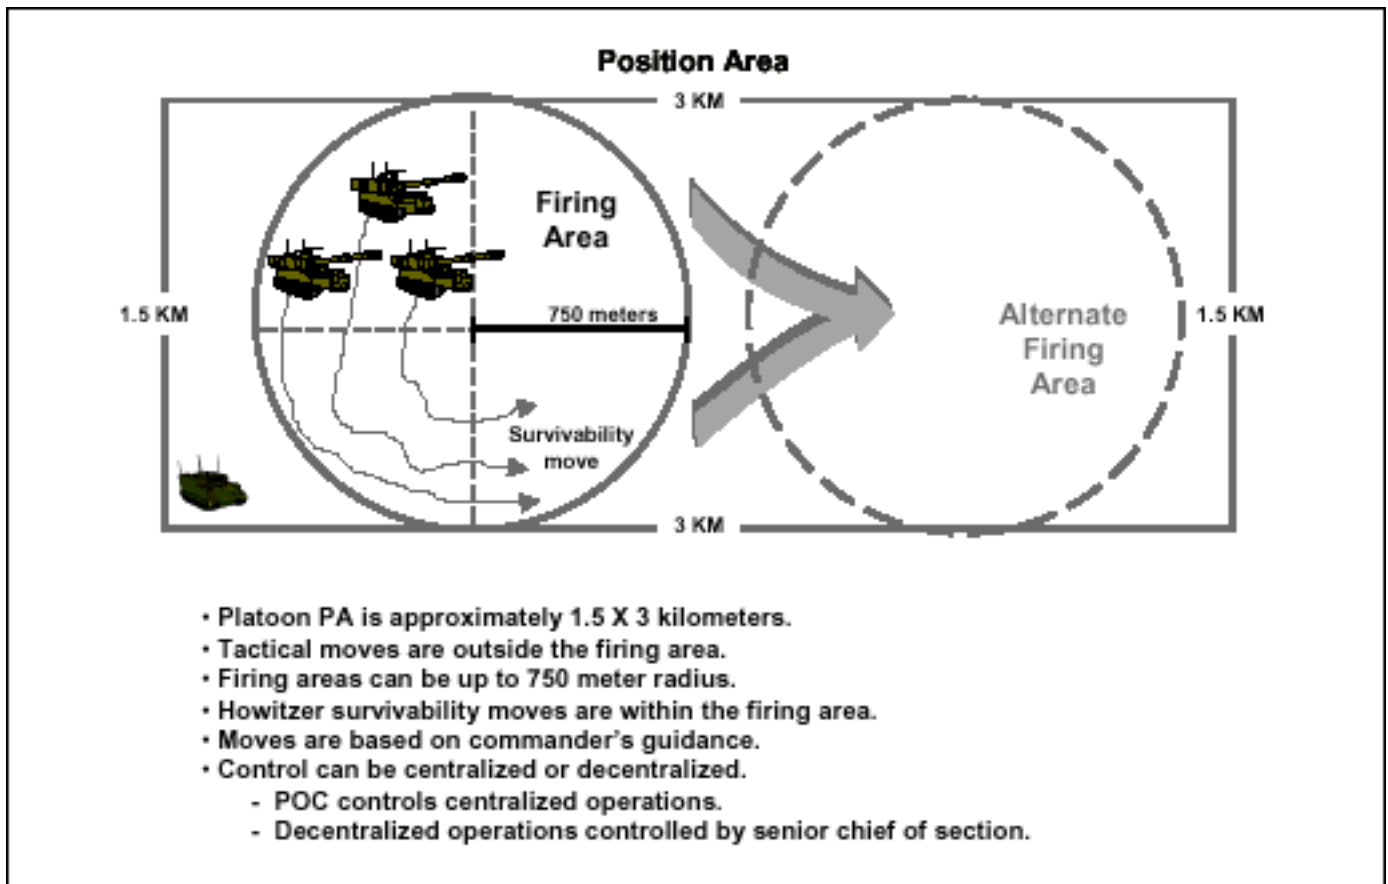 Position Area
3 KM
Firing
Area
750 meters
1.5 KM
Alternate
Firing
Area
1.5 KM
Survivability
move
3 KM
• Platoon PA is approximately 1.5 X 3 kilometers.
• Tactical moves are outside the firing area.
• Firing areas can be up to 750 meter radius.
• Howitzer survivability moves are within the firing area.
• Moves are based on commander's guidance.
• Control can be centralized or decentralized.
- POC controls centralized operations.
- Decentralized operations controlled by senior chief of section.